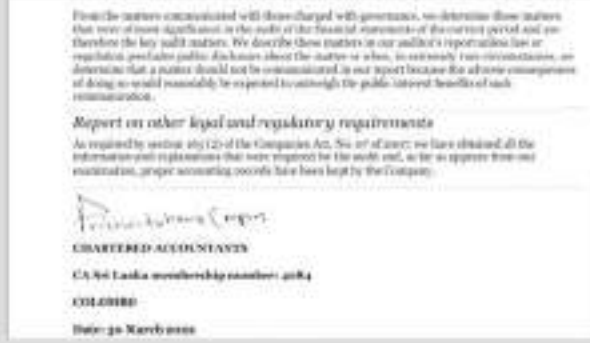 From the matters communicated with those charged with governance, we determine those matters
that were of most significance in the audit of the financial statements of the current period and are
therefore the key audit matters. We describe these matters in our auditor's report unless law or
regulation precludes public disclosure about the matter or when, in extremely rare circumstances, we
determine that a matter should not be communicated in our report because the adverse consequences
of doing so would reasonably be expected to outweigh the public interest benefits of such
communication.
Report on other legal and regulatory requirements
As required by section 163 (2) of the Companies Act, No. 07 of 2007, we have obtained all the
information and explanations that were required for the audit and, as far as appears from our
examination, proper accounting records have been kept by the Company.
CHARTERED ACCOUNTANTS
CA Sri Lanka membership number:
COLOMBO
Date: 30 March